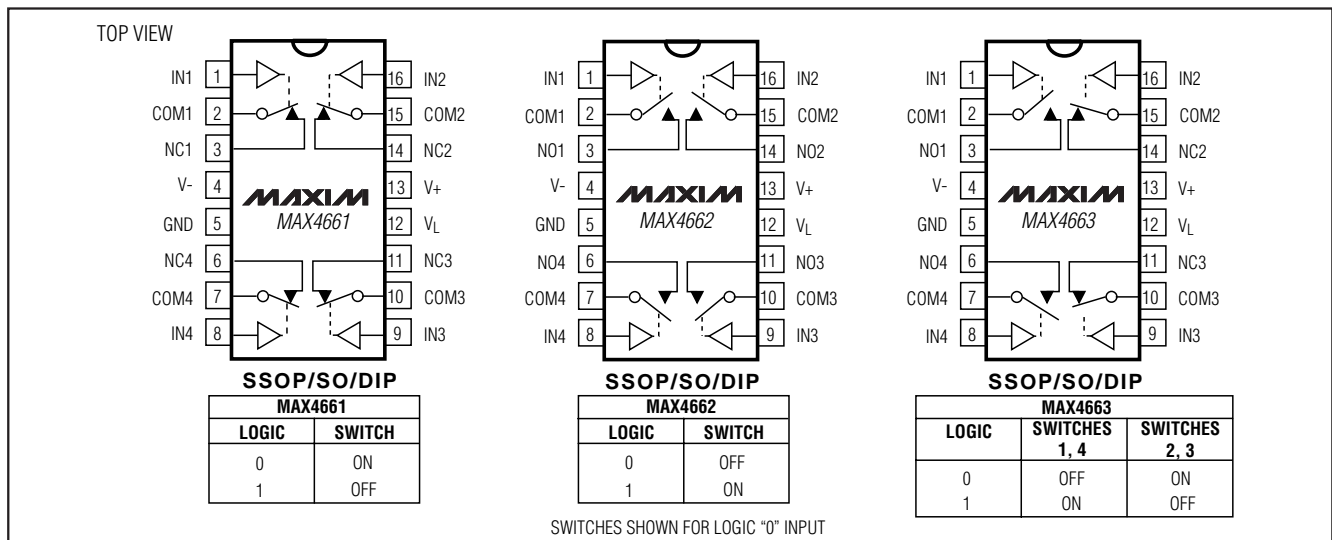 TOP VIEW
IN1 1 16 IN2
COM1 2 15 COM2
NC1 3 14 NC2
V- 4 13 V+
MAXIM
GND 5 MAX4661 12 VL
NC4 6 11 NC3
COM4 7 10 COM3
IN4 8 9 IN3
SSOP/SO/DIP
MAX4661
LOGIC SWITCH
0 ON
1 OFF
IN1 1 16 IN2
COM1 2 15 COM2
NO1 3 14 NO2
V- 4 13 V+
MAXIM
GND 5 MAX4662 12 VL
NO4 6 11 NO3
COM4 7 10 COM3
IN4 8 9 IN3
SSOP/SO/DIP
MAX4662
LOGIC SWITCH
0 OFF
1 ON
IN1 1 16 IN2
COM1 2 15 COM2
NO1 3 14 NC2
V- 4 13 V+
MAXIM
GND 5 MAX4663 12 VL
NO4 6 11 NC3
COM4 7 10 COM3
IN4 8 9 IN3
SSOP/SO/DIP
MAX4663
LOGIC SWITCHES 1, 4 SWITCHES 2, 3
0 OFF ON
1 ON OFF
SWITCHES SHOWN FOR LOGIC “0” INPUT